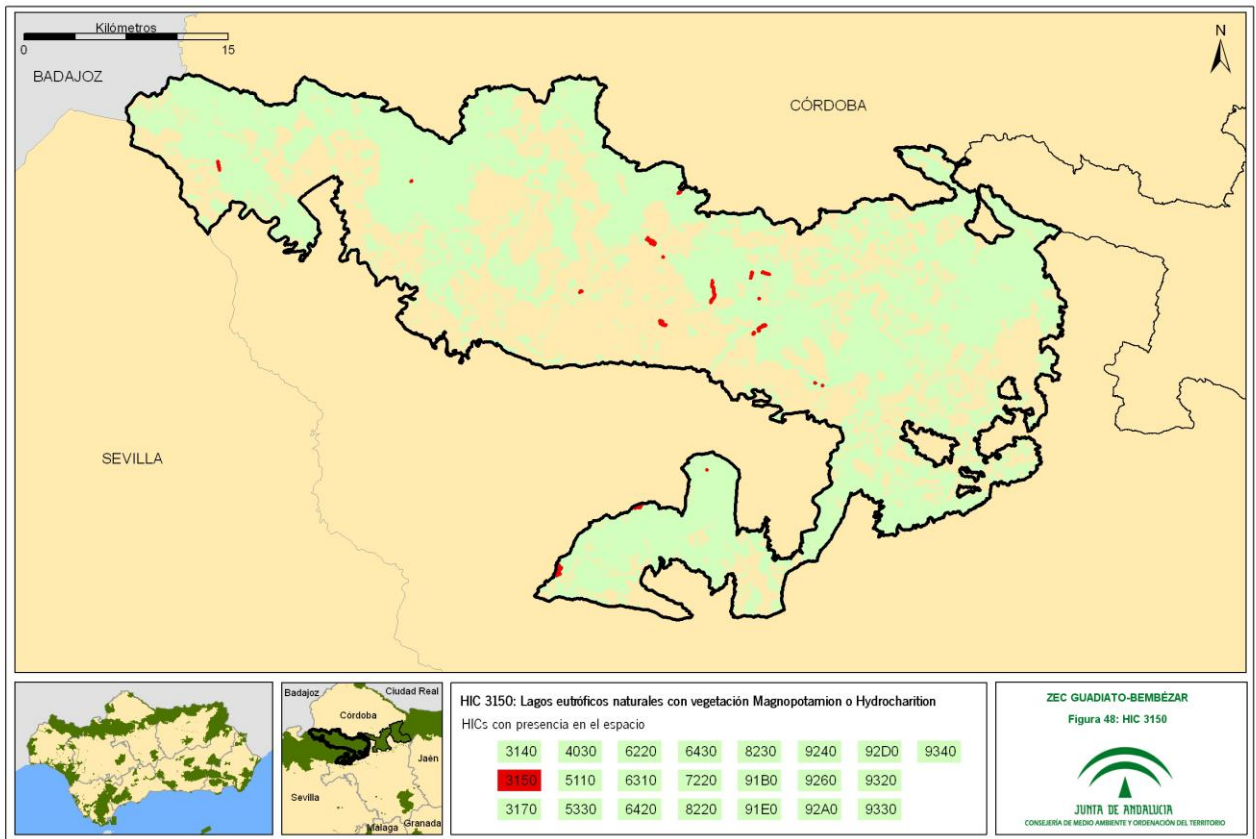 Kilómetros
0 15
N
BADAJOZ
CÓRDOBA
SEVILLA
Badajoz
Ciudad Real
Córdoba
Jaén
Sevilla
Málaga
Granada
HIC 3150: Lagos eutróficos naturales con vegetación Magnopotamion o Hydrocharition
HICs con presencia en el espacio
3140 4030 6220 6430 8230 9240 92D0 9340
3150 5110 6310 7220 91B0 9260 9320
3170 5330 6420 8220 91E0 92A0 9330
ZEC GUADIATO-BEMBÉZAR
Figura 48: HIC 3150
JUNTA DE ANDALUCIA
CONSEJERÍA DE MEDIO AMBIENTE Y ORDENACIÓN DEL TERRITORIO